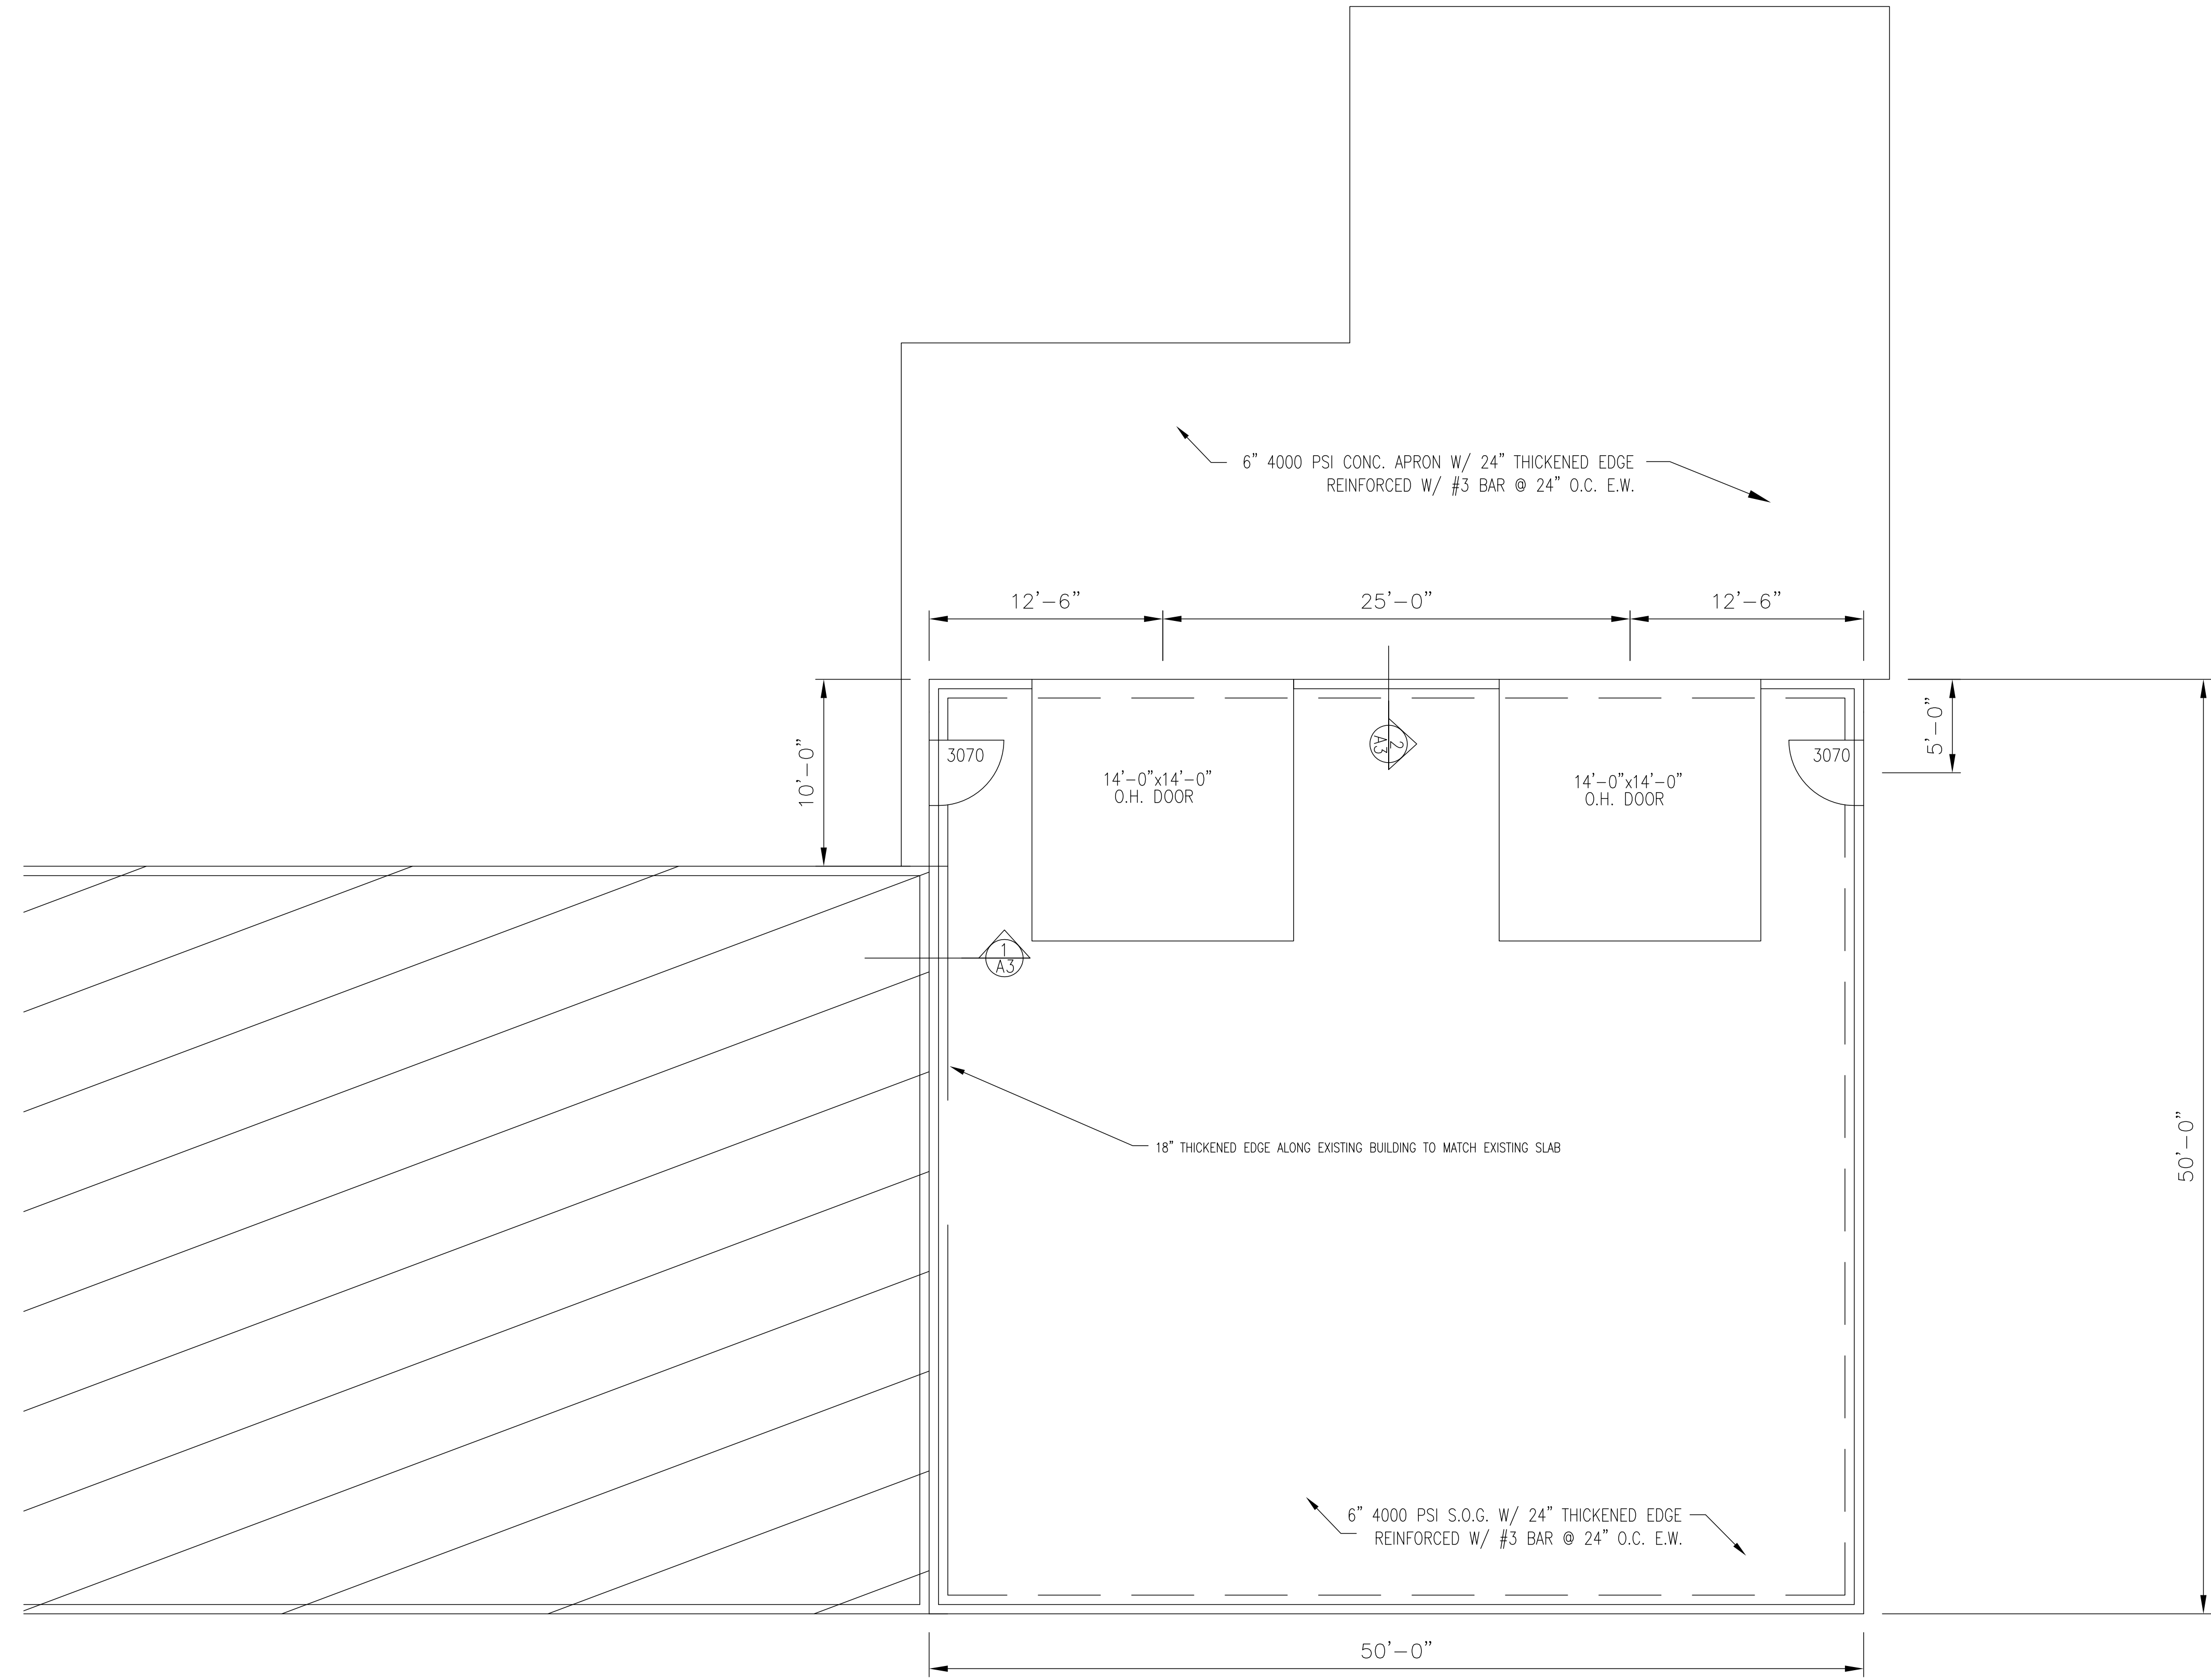 6" 4000 PSI CONC. APRON W/ 24" THICKENED EDGE
REINFORCED W/ #3 BAR @ 24" O.C. E.W.
12'-6"
25'-0"
12'-6"
10'-0"
5'-0"
3070
2
A3
3070
14'-0"x14'-0"
O.H. DOOR
14'-0"x14'-0"
O.H. DOOR
1
A3
18" THICKENED EDGE ALONG EXISTING BUILDING TO MATCH EXISTING SLAB
50'-0"
6" 4000 PSI S.O.G. W/ 24" THICKENED EDGE
REINFORCED W/ #3 BAR @ 24" O.C. E.W.
50'-0"